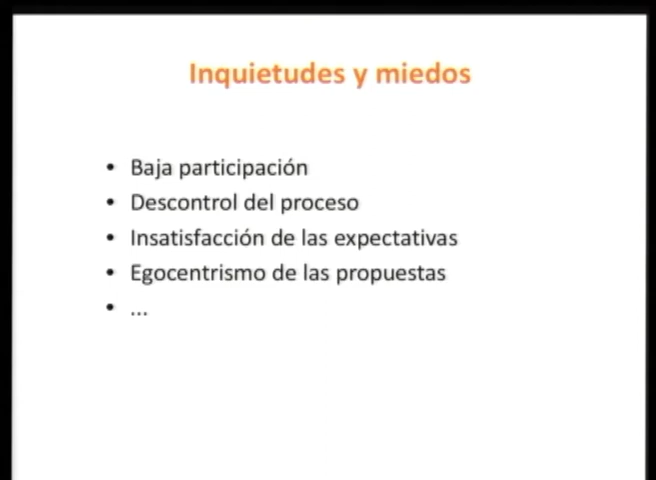 Inquietudes y miedos
• Baja participación
• Descontrol del proceso
• Insatisfacción de las expectativas
• Egocentrismo de las propuestas
• ...